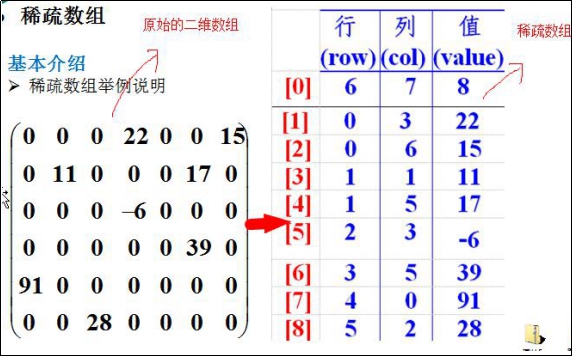 稀疏数组
原始的二维数组
基本介绍
➢ 稀疏数组举例说明
0 0 0 22 0 0 15
0 11 0 0 0 17 0
0 0 0 –6 0 0 0
0 0 0 0 0 39 0
91 0 0 0 0 0 0
0 0 28 0 0 0 0
行 列 值
(row) (col) (value)
稀疏数组
[0] 6 7 8
[1] 0 3 22
[2] 0 6 15
[3] 1 1 11
[4] 1 5 17
[5] 2 3 -6
[6] 3 5 39
[7] 4 0 91
[8] 5 2 28